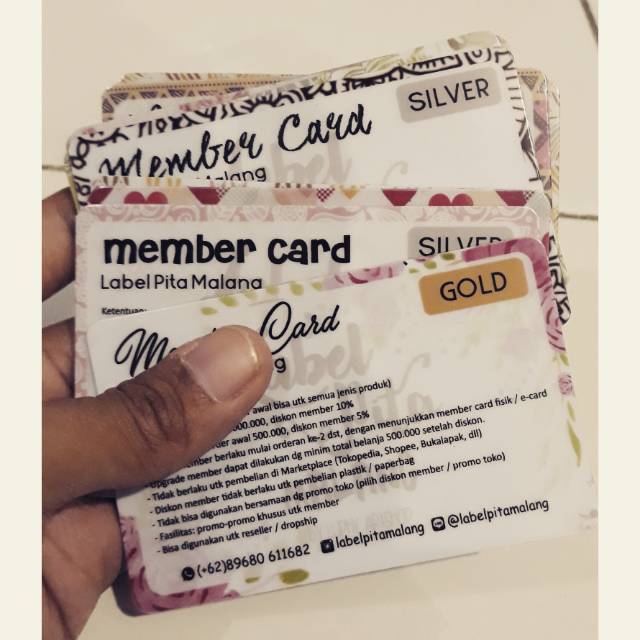 Member Card
SILVER
Malang
member card
SILVER
Label Pita Malang
Ketentuan
Card
GOLD
awal bisa utk semua jenis produk)
000.000, diskon member 10%
awal 500.000, diskon member 5%
berlaku mulai orderan ke-2 dst, dengan menunjukkan member card fisik / e-card
Upgrade member dapat dilakukan dg minim total belanja 500.000 setelah diskon.
- Tidak berlaku utk pembelian di Marketplace (Tokopedia, Shopee, Bukalapak, dll)
- Diskon member tidak berlaku utk pembelian plastik / paperbag
- Tidak bisa digunakan bersamaan dg promo toko (pilih diskon member / promo toko)
- Fasilitas: promo-promo khusus utk member
- Bisa digunakan utk reseller / dropship
(+62)89680 611682 labelpitamalang @labelpitamalang